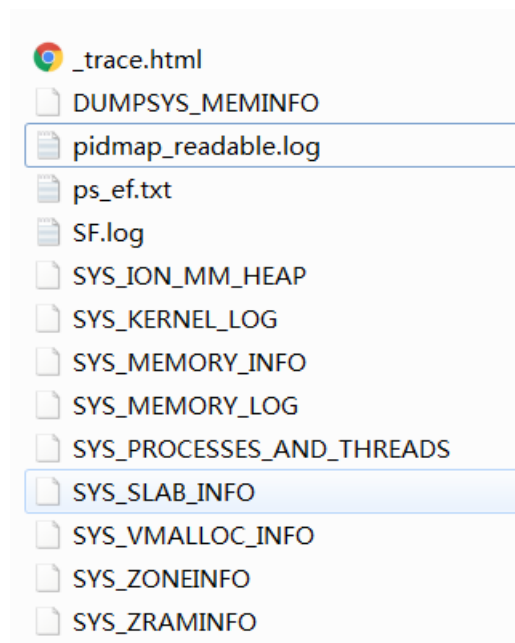 _trace.html
DUMPSYS_MEMINFO
pidmap_readable.log
ps_ef.txt
SF.log
SYS_ION_MM_HEAP
SYS_KERNEL_LOG
SYS_MEMORY_INFO
SYS_MEMORY_LOG
SYS_PROCESSES_AND_THREADS
SYS_SLAB_INFO
SYS_VMALLOC_INFO
SYS_ZONEINFO
SYS_ZRAMINFO